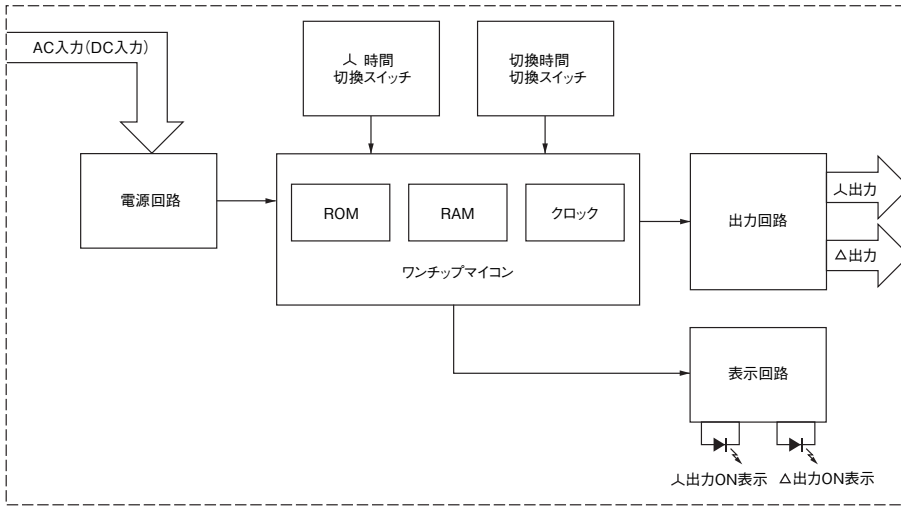 AC入力(DC入力)
人 時間
切換スイッチ
切換時間
切換スイッチ
電源回路
ROM
RAM
クロック
ワンチップマイコン
出力回路
人出力
△出力
表示回路
人出力ON表示
△出力ON表示